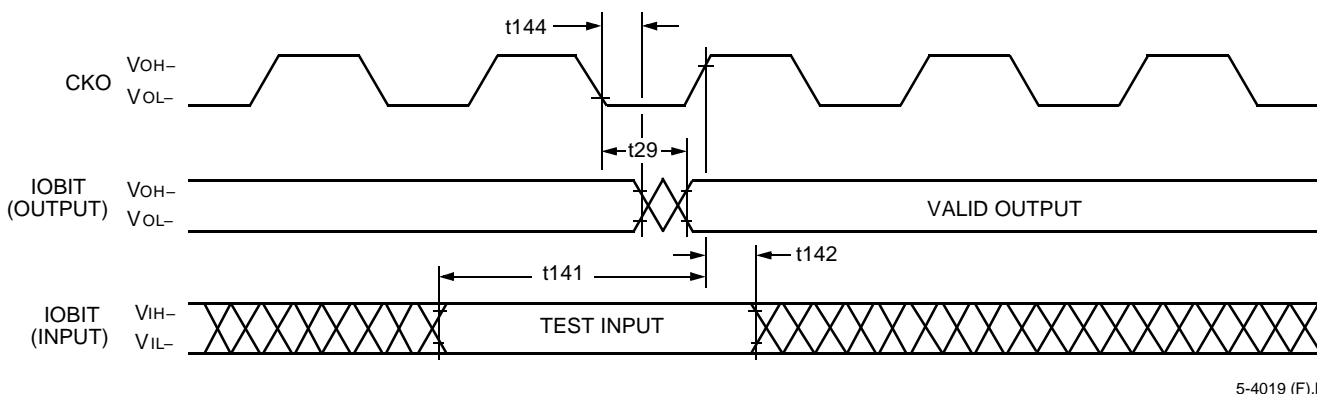 t144
CKO
VOH–
VOL–
t29
IOBIT
(OUTPUT)
VOH–
VOL–
VALID OUTPUT
t141
t142
IOBIT
(INPUT)
VIH–
VIL–
TEST INPUT
5-4019 (F).